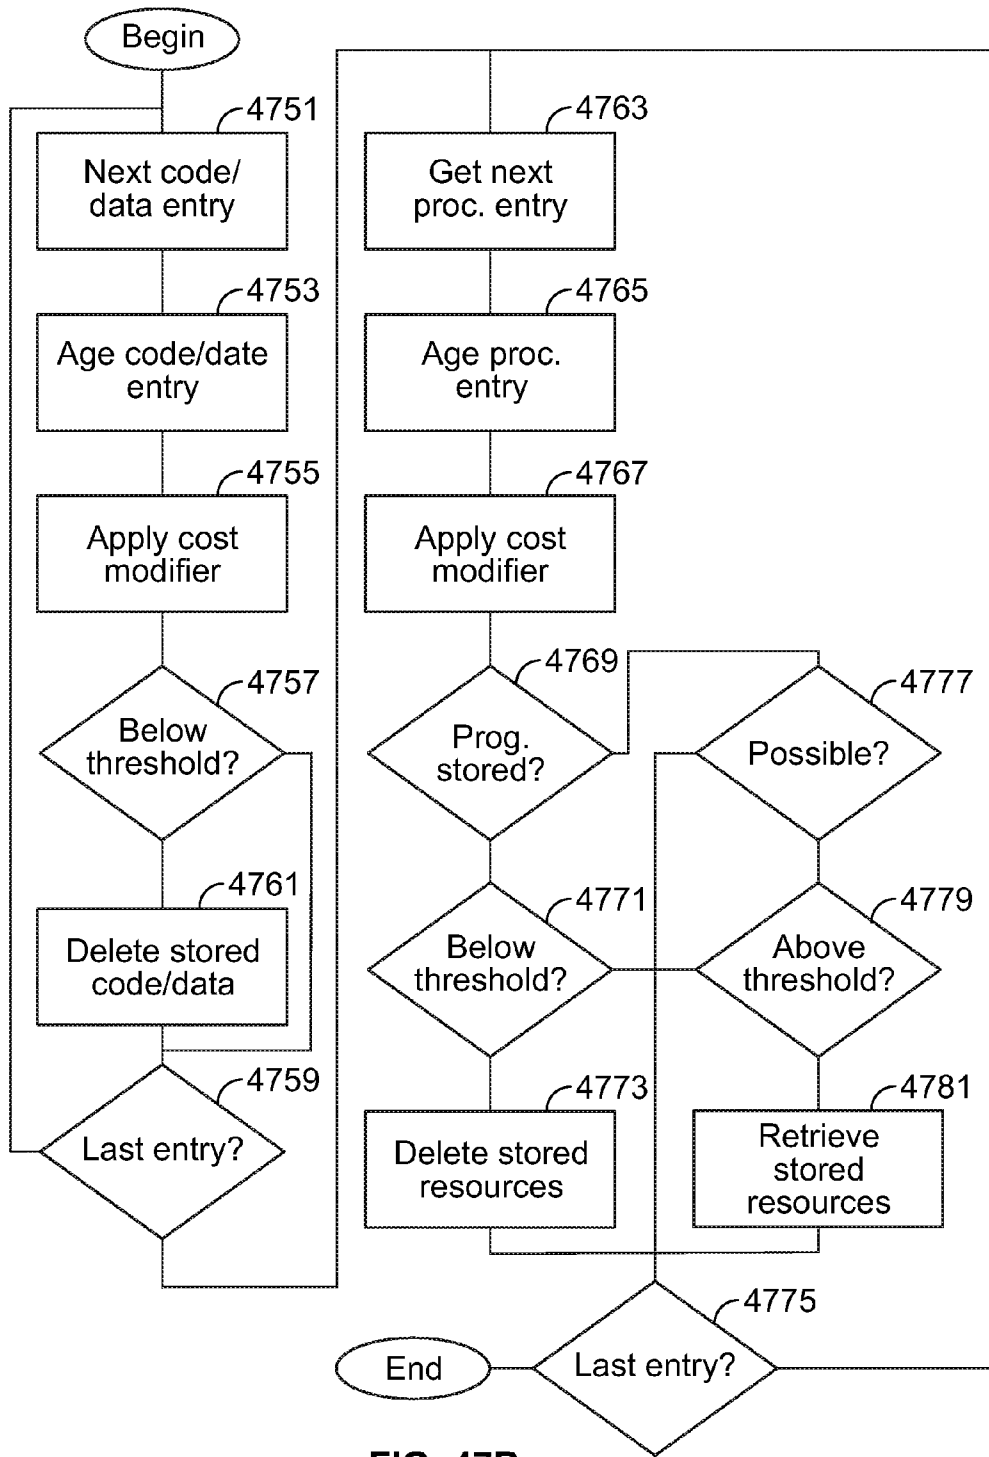 Begin
4751
Next code/
data entry
4753
Age code/date
entry
4755
Apply cost
modifier
4757
Below
threshold?
4761
Delete stored
code/data
4759
Last entry?
4763
Get next
proc. entry
4765
Age proc.
entry
4767
Apply cost
modifier
4769
Prog.
stored?
4771
Below
threshold?
4773
Delete stored
resources
4777
Possible?
4779
Above
threshold?
4781
Retrieve
stored
resources
4775
Last entry?
End